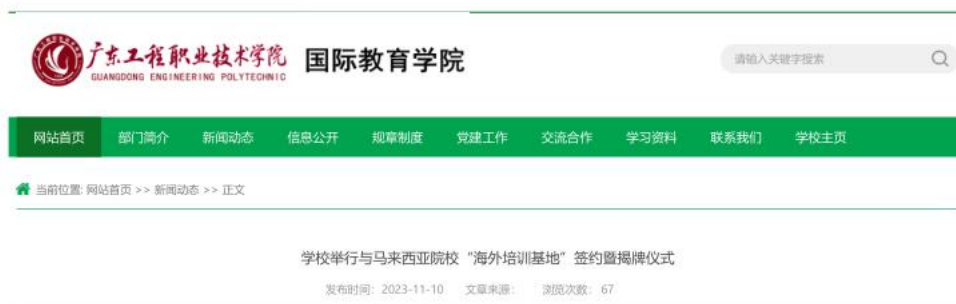 广东工程职业技术学院 国际教育学院
GUANGDONG ENGINEERING POLYTECHNIC
请输入关键字搜索
网站首页 部门简介 新闻动态 信息公开 规章制度 党建工作 交流合作 学习资料 联系我们 学校主页
当前位置: 网站首页 >> 新闻动态 >> 正文
学校举行与马来西亚院校“海外培训基地”签约暨揭牌仪式
发布时间: 2023-11-10 文章来源: 浏览次数: 67